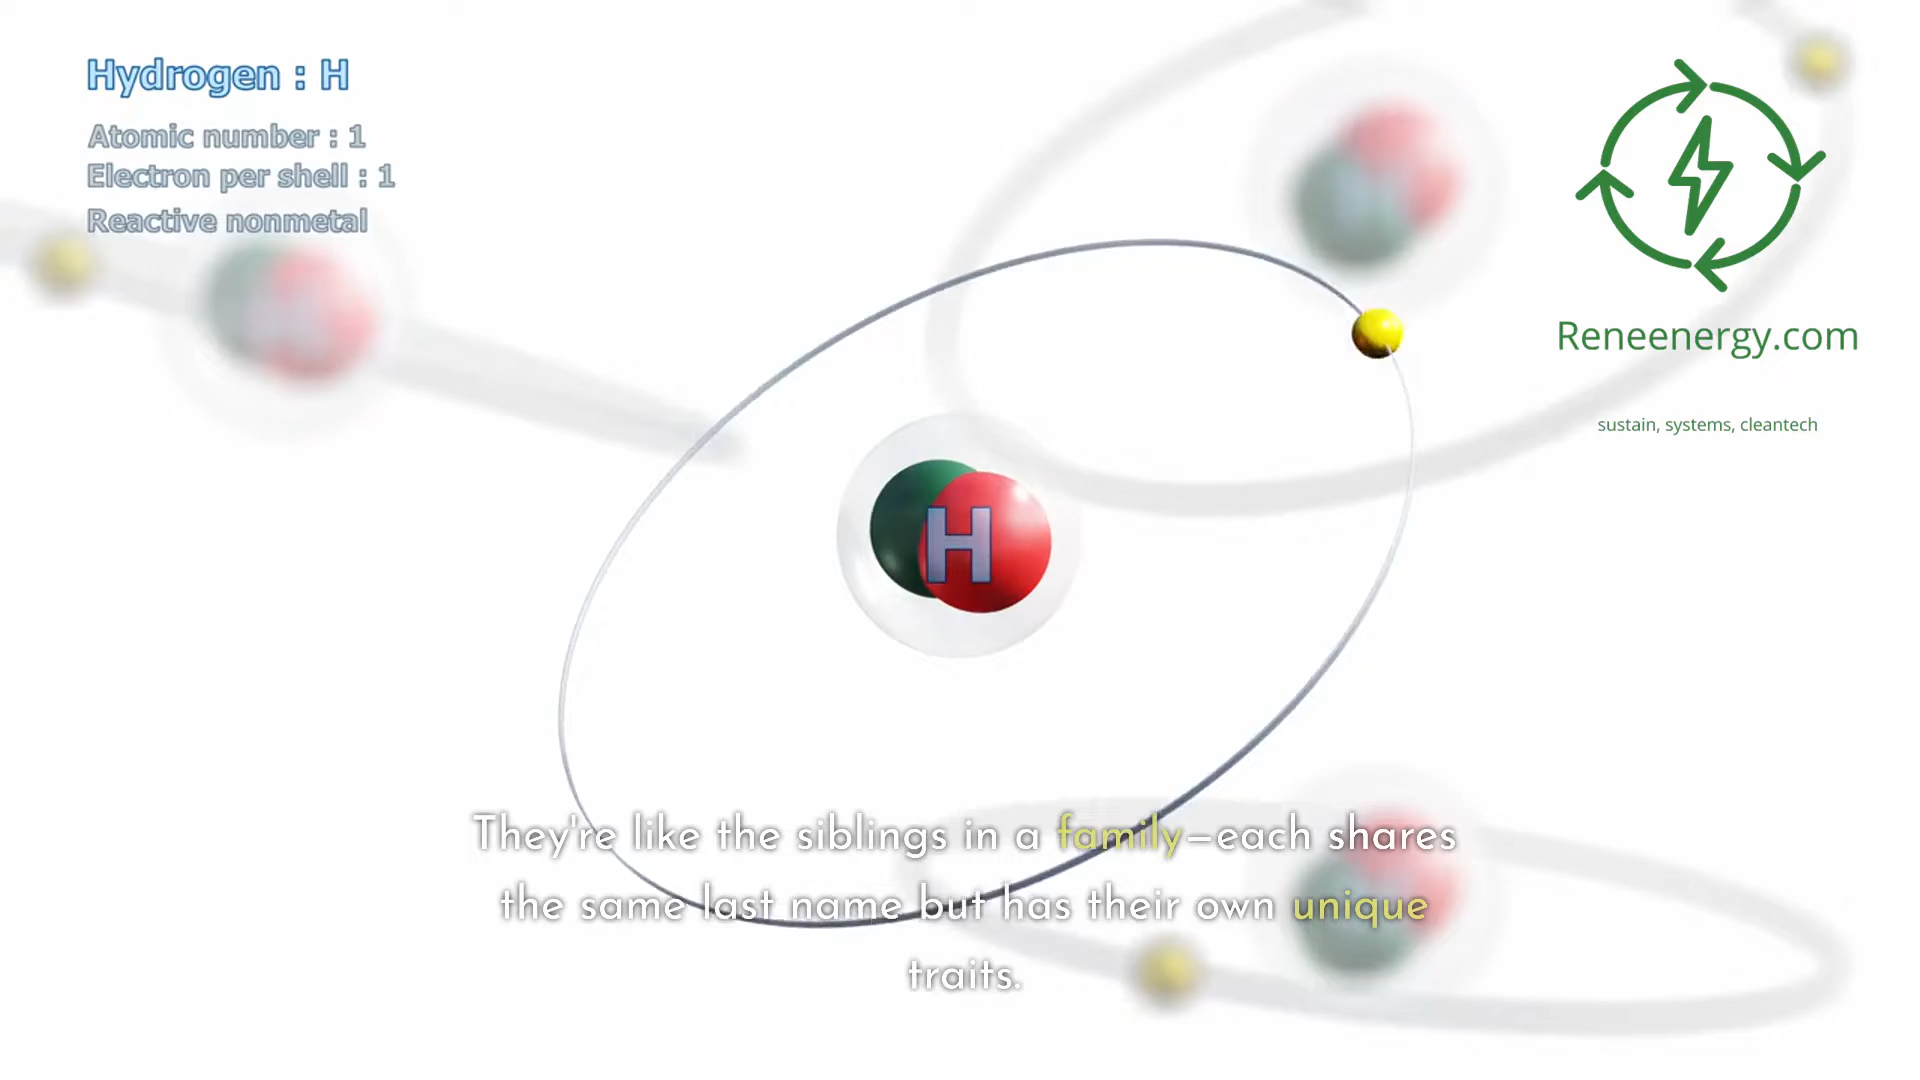 Hydrogen : H
Atomic number : 1
Electron per shell : 1
Reactive nonmetal
Reneenergy.com
sustain, systems, cleantech
H
They're like the siblings in a family—each shares
the same last name but has their own unique
traits.